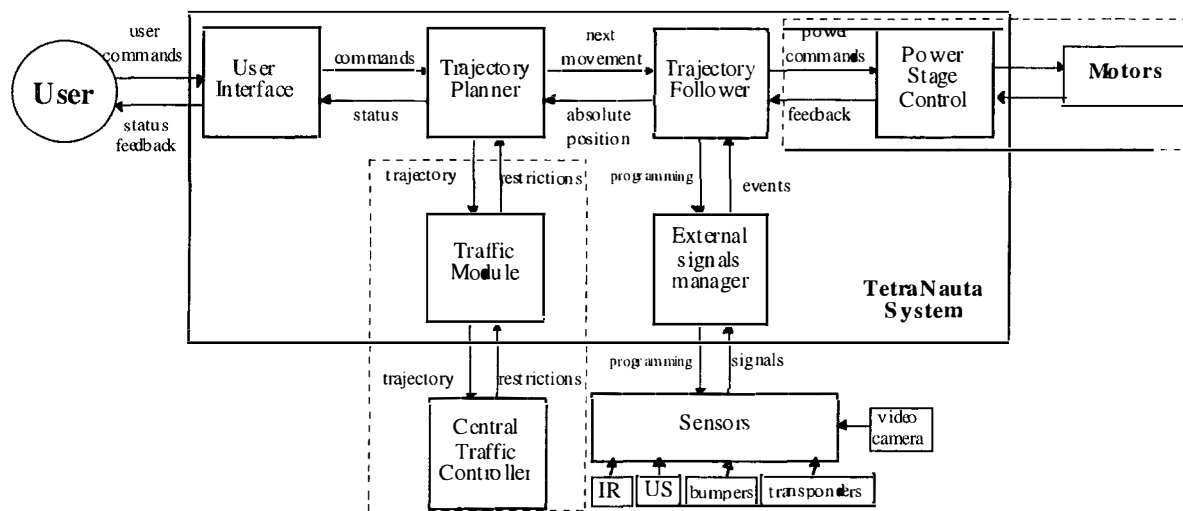 user
commands
User
status
feedback
User
Interface
commands
status
Trajectory
Planner
next
movement
absolute
position
Trajectory
Follower
power
commands
feedback
Power
Stage
Control
Motors
trajectory
restrictions
programming
events
Traffic
Module
External
signals
manager
TetraNauta
System
trajectory
restrictions
programming
signals
Central
Traffic
Controller
Sensors
video
camera
IR
US
bumpers
transponders